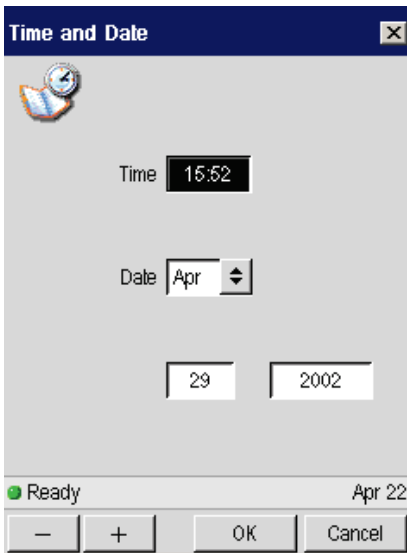 Time and Date
Time 15:52
Date Apr
29 2002
Ready Apr 22
− + OK Cancel